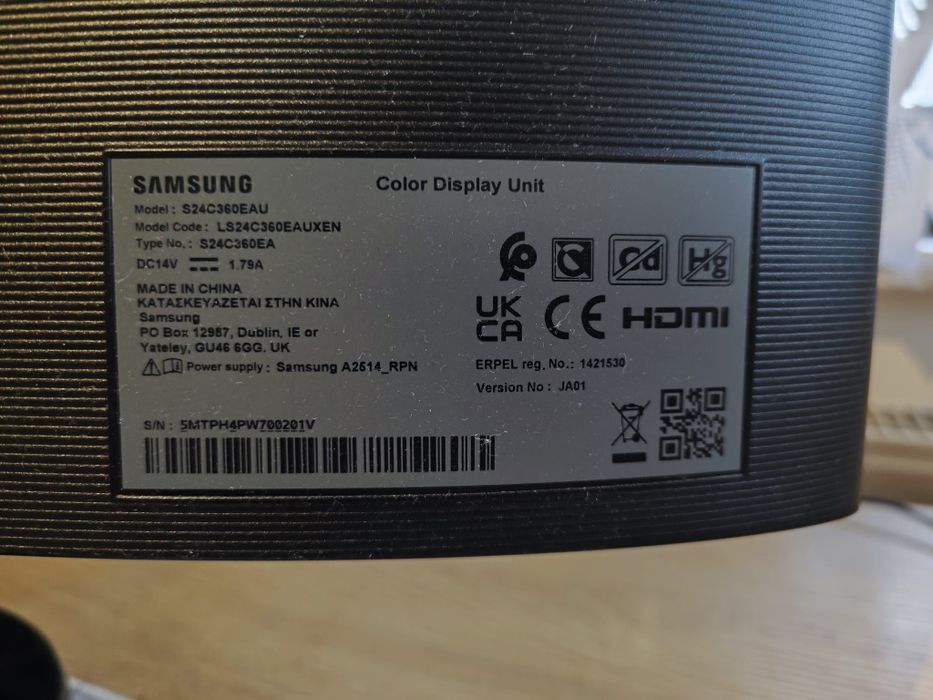 SAMSUNG
Color Display Unit
Model : S24C360EAU
Model Code : LS24C360EAUXEN
Type No. : S24C360EA
DC14V 1.79A
MADE IN CHINA
ΚΑΤΑΣΚΕΥΑΖΕΤΑΙ ΣΤΗΝ ΚΙΝΑ
Samsung
PO Box 12987, Dublin, IE or
Yateley, GU46 6GG. UK
Power supply : Samsung A2514_RPN
S/N : 5MTPH4PW700201V
Cd
Hg
UK
CA
CE
HDMI
ERPEL reg. No.: 1421530
Version No : JA01